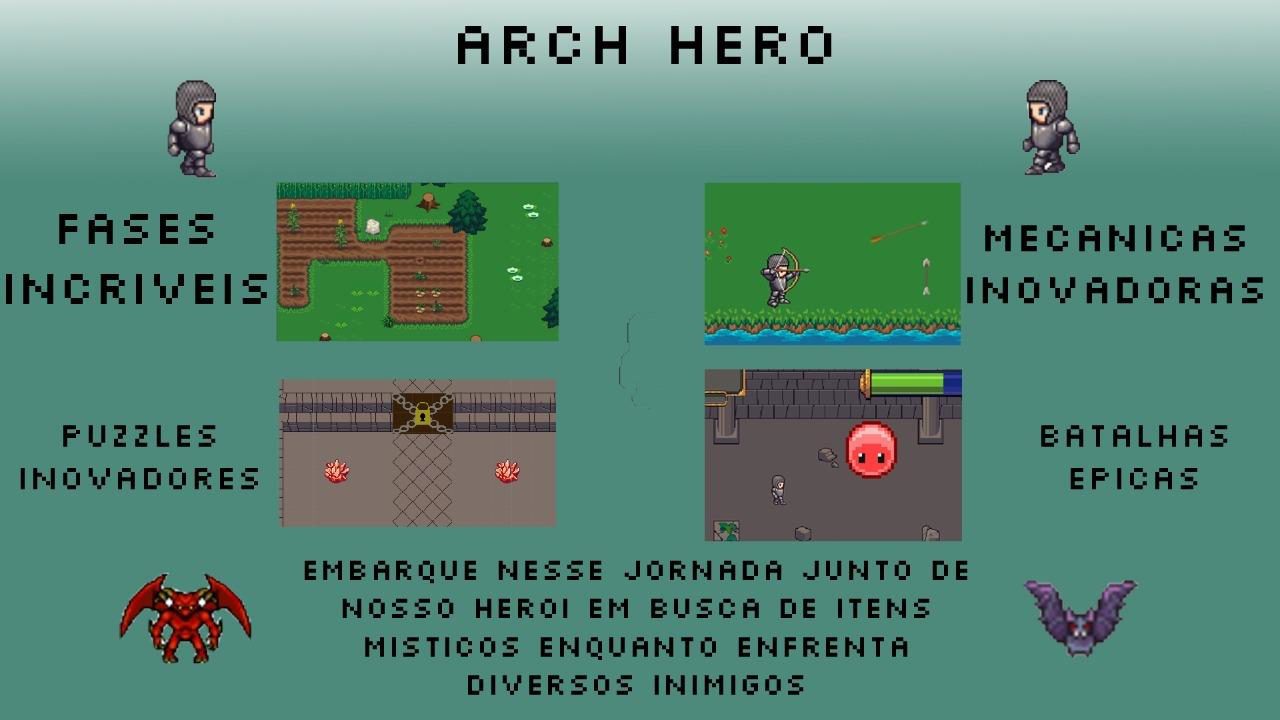 ARCH HERO
FASES
INCRIVEIS
MECANICAS
INOVADORAS
PUZZLES
INOVADORES
BATALHAS
EPICAS
EMBARQUE NESSE JORNADA JUNTO DE
NOSSO HEROI EM BUSCA DE ITENS
MISTICOS ENQUANTO ENFRENTA
DIVERSOS INIMIGOS